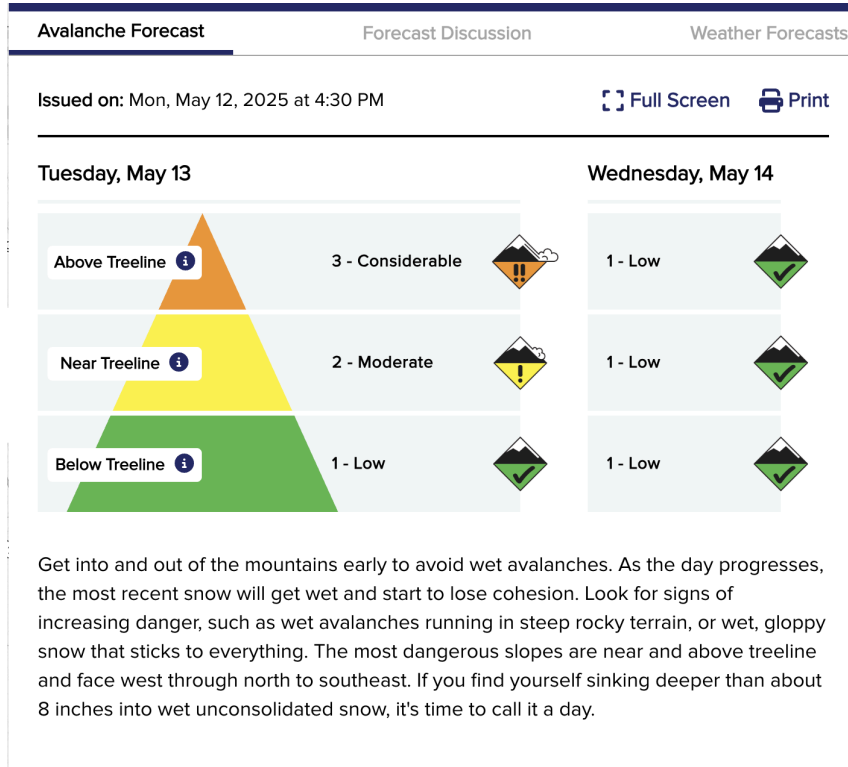 Avalanche Forecast
Forecast Discussion
Weather Forecasts
Issued on: Mon, May 12, 2025 at 4:30 PM
Full Screen
Print
Tuesday, May 13
Wednesday, May 14
Above Treeline i
3 - Considerable
!!
1 - Low
Near Treeline i
2 - Moderate
!
1 - Low
Below Treeline i
1 - Low
1 - Low
Get into and out of the mountains early to avoid wet avalanches. As the day progresses,
the most recent snow will get wet and start to lose cohesion. Look for signs of
increasing danger, such as wet avalanches running in steep rocky terrain, or wet, gloppy
snow that sticks to everything. The most dangerous slopes are near and above treeline
and face west through north to southeast. If you find yourself sinking deeper than about
8 inches into wet unconsolidated snow, it's time to call it a day.